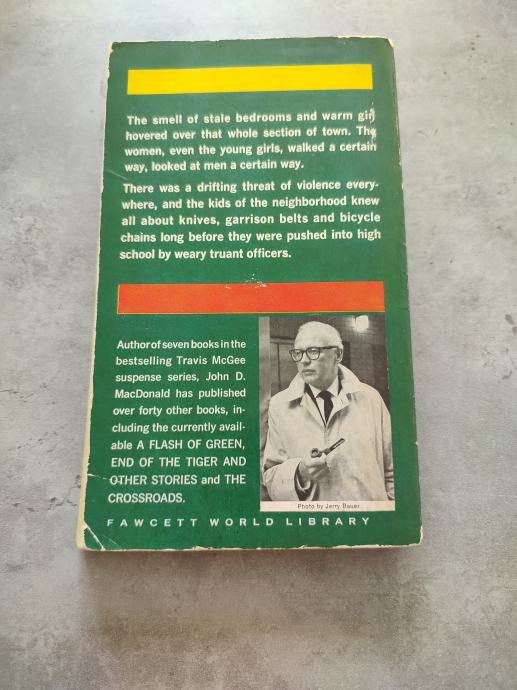 The smell of stale bedrooms and warm gin
hovered over that whole section of town. The
women, even the young girls, walked a certain
way, looked at men a certain way.
There was a drifting threat of violence every-
where, and the kids of the neighborhood knew
all about knives, garrison belts and bicycle
chains long before they were pushed into high
school by weary truant officers.
Author of seven books in the
bestselling Travis McGee
suspense series, John D.
MacDonald has published
over forty other books, in-
cluding the currently avail-
able A FLASH OF GREEN,
END OF THE TIGER AND
OTHER STORIES and THE
CROSSROADS.
Photo by Jerry Bauer
FAWCETT WORLD LIBRARY